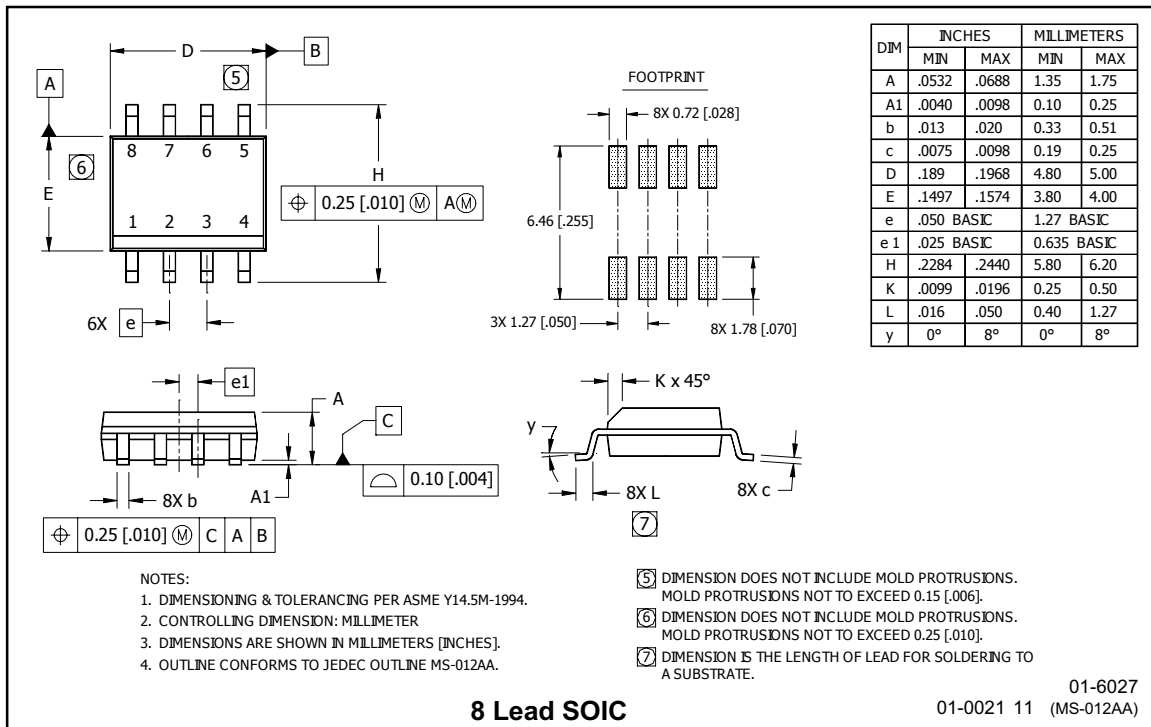 D
B
5
A
8 7 6 5
6
E
H
⌖ 0.25 [.010] Ⓜ A Ⓜ
1 2 3 4
6X e
FOOTPRINT
8X 0.72 [.028]
6.46 [.255]
3X 1.27 [.050]
8X 1.78 [.070]
DIM INCHES MILLIMETERS
MIN MAX MIN MAX
A .0532 .0688 1.35 1.75
A1 .0040 .0098 0.10 0.25
b .013 .020 0.33 0.51
c .0075 .0098 0.19 0.25
D .189 .1968 4.80 5.00
E .1497 .1574 3.80 4.00
e .050 BASIC 1.27 BASIC
e 1 .025 BASIC 0.635 BASIC
H .2284 .2440 5.80 6.20
K .0099 .0196 0.25 0.50
L .016 .050 0.40 1.27
y 0° 8° 0° 8°
e1
A
C
A1
8X b
⌓ 0.10 [.004]
⌖ 0.25 [.010] Ⓜ C A B
K x 45°
y
8X L
7
8X c
NOTES:
1. DIMENSIONING & TOLERANCING PER ASME Y14.5M-1994.
2. CONTROLLING DIMENSION: MILLIMETER
3. DIMENSIONS ARE SHOWN IN MILLIMETERS [INCHES].
4. OUTLINE CONFORMS TO JEDEC OUTLINE MS-012AA.
5 DIMENSION DOES NOT INCLUDE MOLD PROTRUSIONS.
MOLD PROTRUSIONS NOT TO EXCEED 0.15 [.006].
6 DIMENSION DOES NOT INCLUDE MOLD PROTRUSIONS.
MOLD PROTRUSIONS NOT TO EXCEED 0.25 [.010].
7 DIMENSION IS THE LENGTH OF LEAD FOR SOLDERING TO
A SUBSTRATE.
8 Lead SOIC
01-6027
01-0021 11 (MS-012AA)